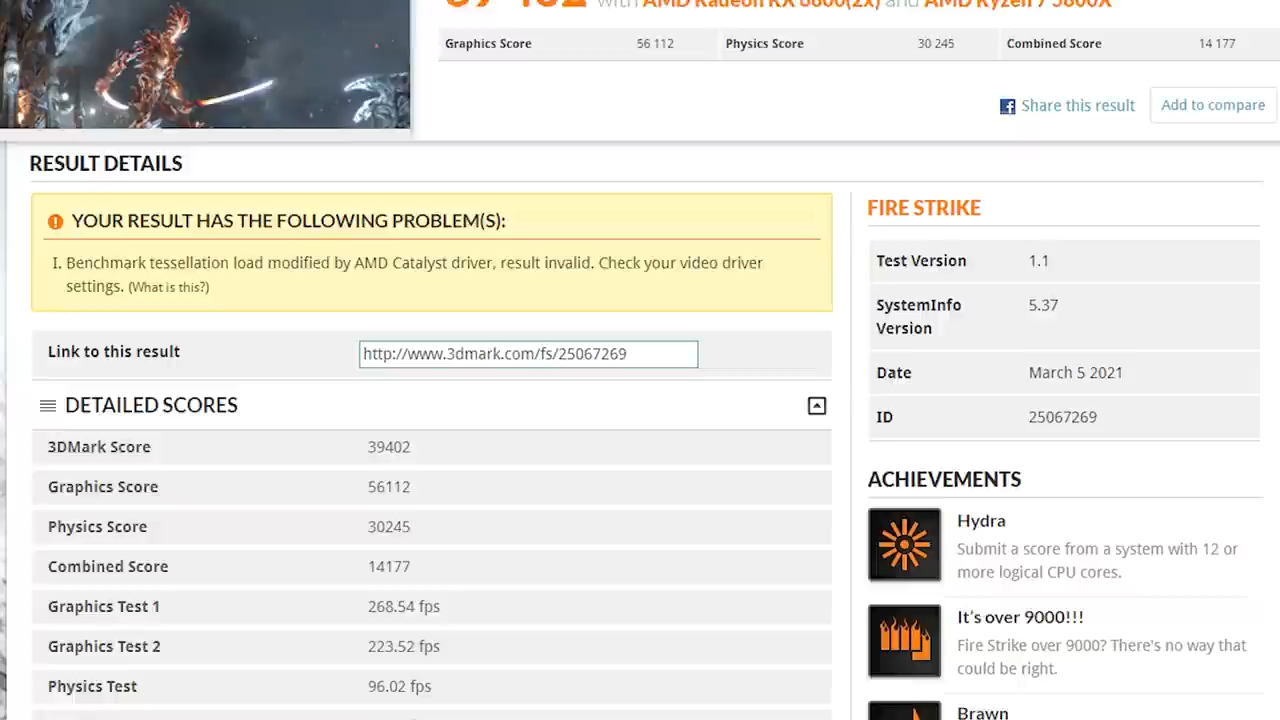 39 402 with AMD Radeon RX 6800(2x) and AMD Ryzen 7 5800X
Graphics Score 56 112 Physics Score 30 245 Combined Score 14 177
Share this result Add to compare
RESULT DETAILS
YOUR RESULT HAS THE FOLLOWING PROBLEM(S):
I. Benchmark tessellation load modified by AMD Catalyst driver, result invalid. Check your video driver
settings. (What is this?)
Link to this result http://www.3dmark.com/fs/25067269
DETAILED SCORES
3DMark Score 39402
Graphics Score 56112
Physics Score 30245
Combined Score 14177
Graphics Test 1 268.54 fps
Graphics Test 2 223.52 fps
Physics Test 96.02 fps
FIRE STRIKE
Test Version 1.1
SystemInfo
Version 5.37
Date March 5 2021
ID 25067269
ACHIEVEMENTS
Hydra
Submit a score from a system with 12 or
more logical CPU cores.
It's over 9000!!!
Fire Strike over 9000? There's no way that
could be right.
Brawn